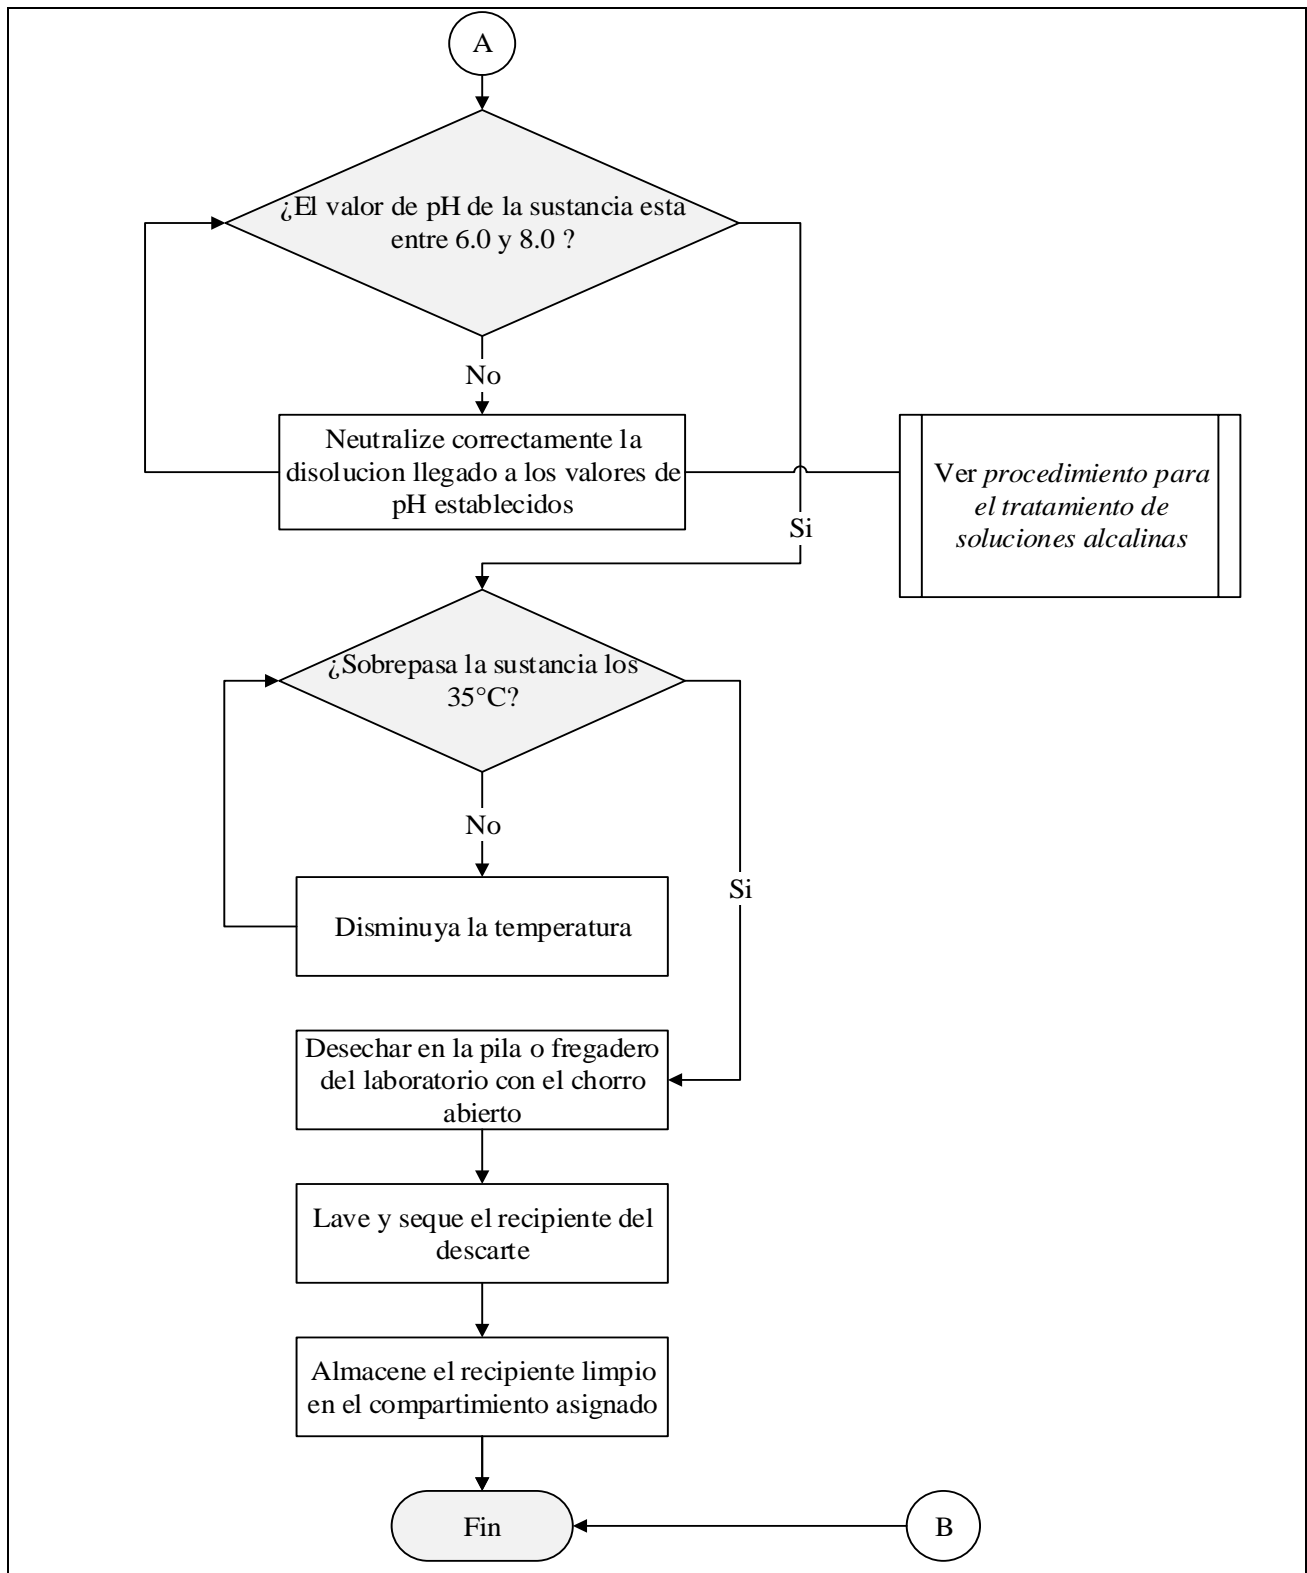 A
¿El valor de pH de la sustancia esta
entre 6.0 y 8.0 ?
No
Neutralize correctamente la
disolucion llegado a los valores de
pH establecidos
Ver procedimiento para
el tratamiento de
soluciones alcalinas
Si
¿Sobrepasa la sustancia los
35°C?
No
Si
Disminuya la temperatura
Desechar en la pila o fregadero
del laboratorio con el chorro
abierto
Lave y seque el recipiente del
descarte
Almacene el recipiente limpio
en el compartimiento asignado
Fin
B